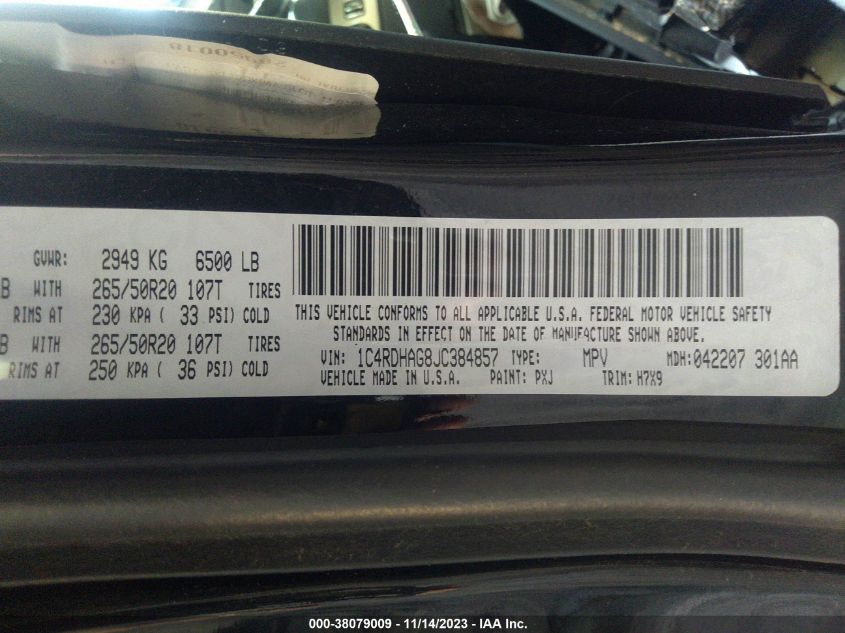 GVWR: 2949 KG 6500 LB
B WITH 265/50R20 107T TIRES
RIMS AT 230 KPA ( 33 PSI) COLD
B WITH 265/50R20 107T TIRES
RIMS AT 250 KPA ( 36 PSI) COLD
THIS VEHICLE CONFORMS TO ALL APPLICABLE U.S.A. FEDERAL MOTOR VEHICLE SAFETY
STANDARDS IN EFFECT ON THE DATE OF MANUFACTURE SHOWN ABOVE.
VIN: 1C4RDHAG8JC384857 TYPE: MPV MDH: 042207 301AA
VEHICLE MADE IN U.S.A. PAINT: PXJ TRIM: H7X9
000-38079009 - 11/14/2023 - IAA Inc.